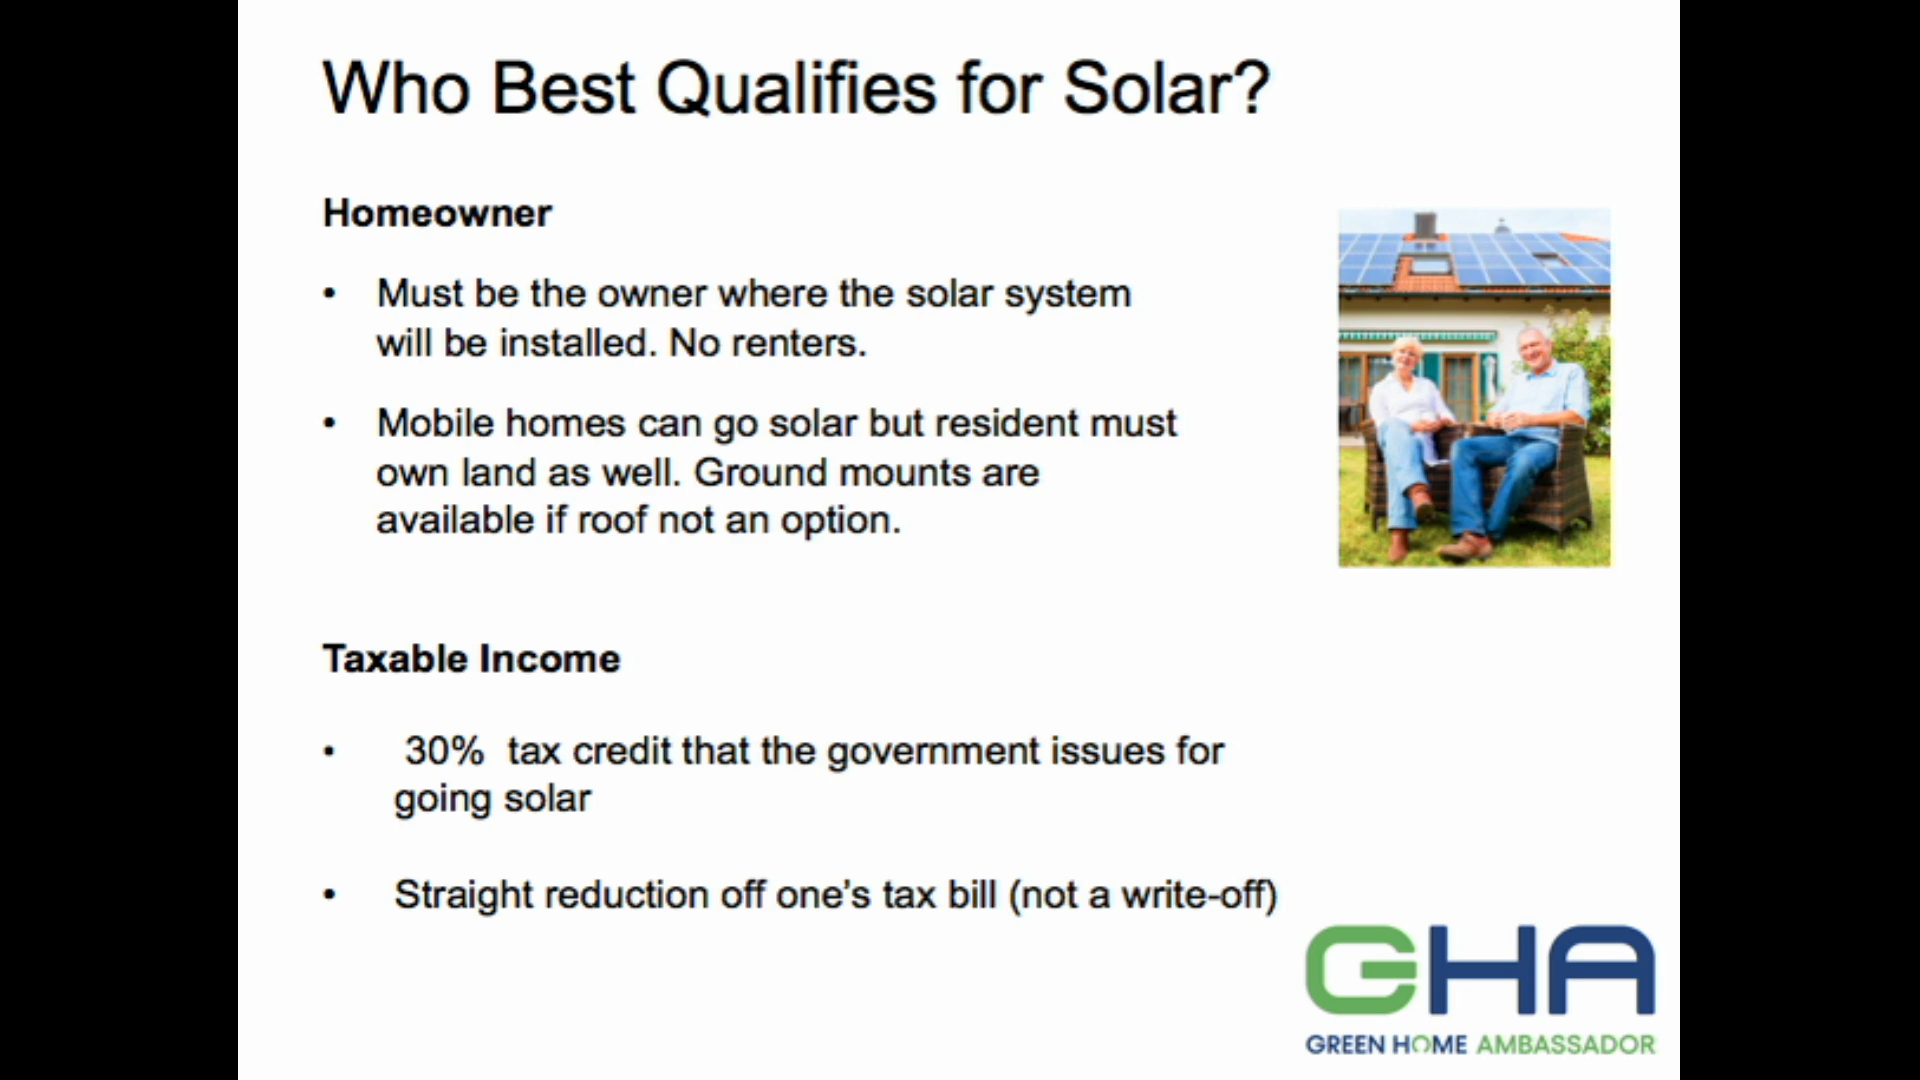 Who Best Qualifies for Solar?
Homeowner
• Must be the owner where the solar system
will be installed. No renters.
• Mobile homes can go solar but resident must
own land as well. Ground mounts are
available if roof not an option.
Taxable Income
• 30% tax credit that the government issues for
going solar
• Straight reduction off one’s tax bill (not a write-off)
GHA
GREEN HOME AMBASSADOR